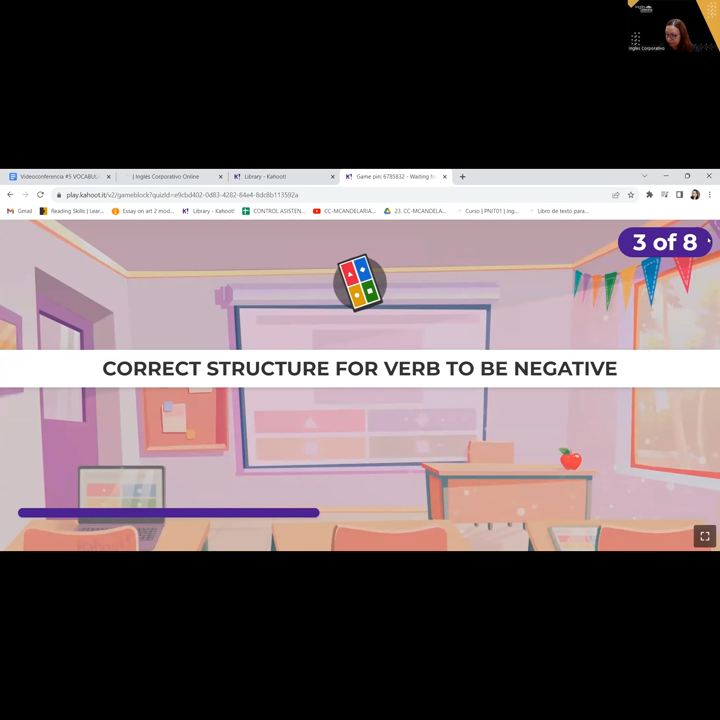 Inglés
Inglés Corporativo
Videoconferencia #5 VOCABUL
| Inglés Corporativo Online
Library - Kahoot!
Game pin: 6785832 - Waiting fo
play.kahoot.it/v2/gameblock?quizId=e9cbd402-0d83-4282-84e4-8dc8b113592a
Gmail
Reading Skills | Lear...
Essay on art 2 mod...
Library - Kahoot!
CONTROL ASISTEN...
CC-MCANDELARIA...
23. CC-MCANDELA...
Curso | PNIT01 | Ing...
Libro de texto para...
3 of 8
CORRECT STRUCTURE FOR VERB TO BE NEGATIVE